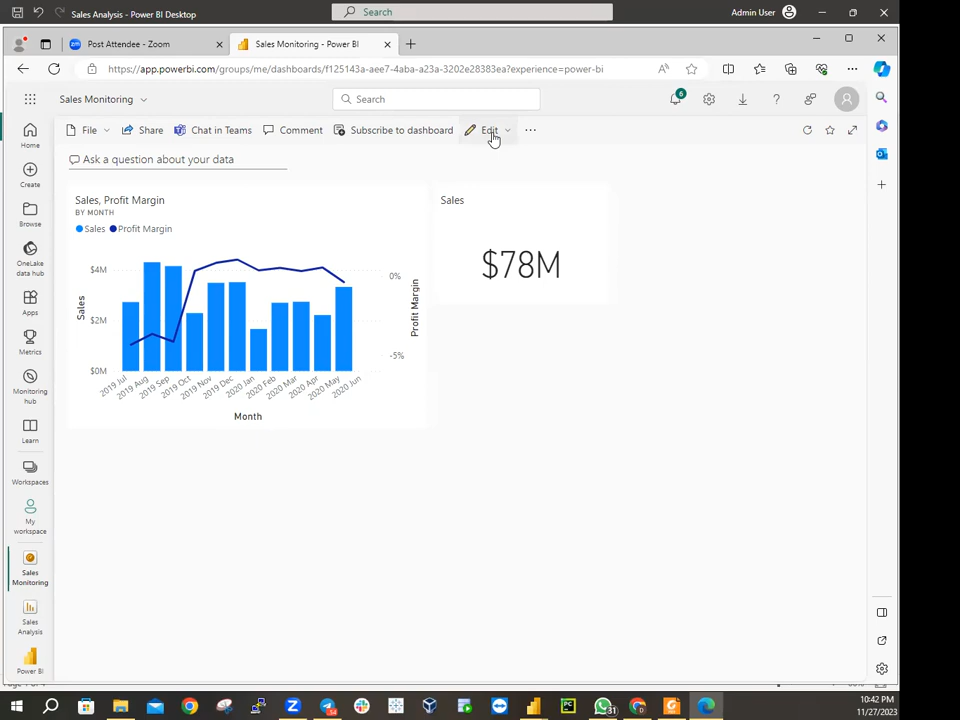 Sales Analysis - Power BI Desktop
Search
Admin User
Post Attendee - Zoom
Sales Monitoring - Power BI
https://app.powerbi.com/groups/me/dashboards/f125143a-aee7-4aba-a23a-3202e28383ea?experience=power-bi
Sales Monitoring
Search
6
File
Share
Chat in Teams
Comment
Subscribe to dashboard
Edit
Home
Create
Browse
OneLake
data hub
Apps
Metrics
Monitoring
hub
Learn
Workspaces
My
workspace
Sales
Monitoring
Sales
Analysis
Power BI
Ask a question about your data
Sales, Profit Margin
BY MONTH
Sales
Profit Margin
$4M
$2M
$0M
Sales
0%
-5%
Profit Margin
2019 Jul
2019 Aug
2019 Sep
2019 Oct
2019 Nov
2019 Dec
2020 Jan
2020 Feb
2020 Mar
2020 Apr
2020 May
2020 Jun
Month
Sales
$78M
31
10:42 PM
11/27/2023